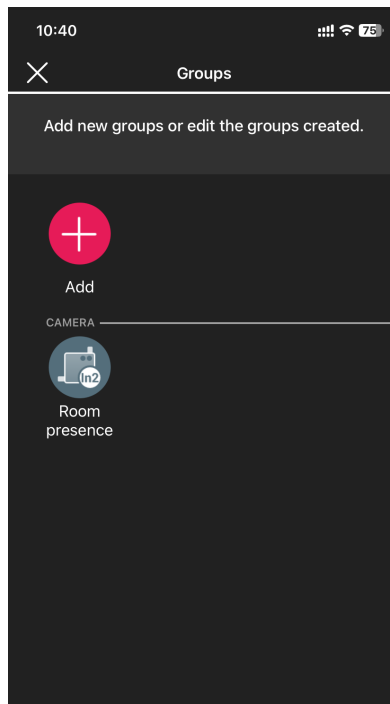 10:40
75
Groups
Add new groups or edit the groups created.
Add
CAMERA
In2
Room
presence